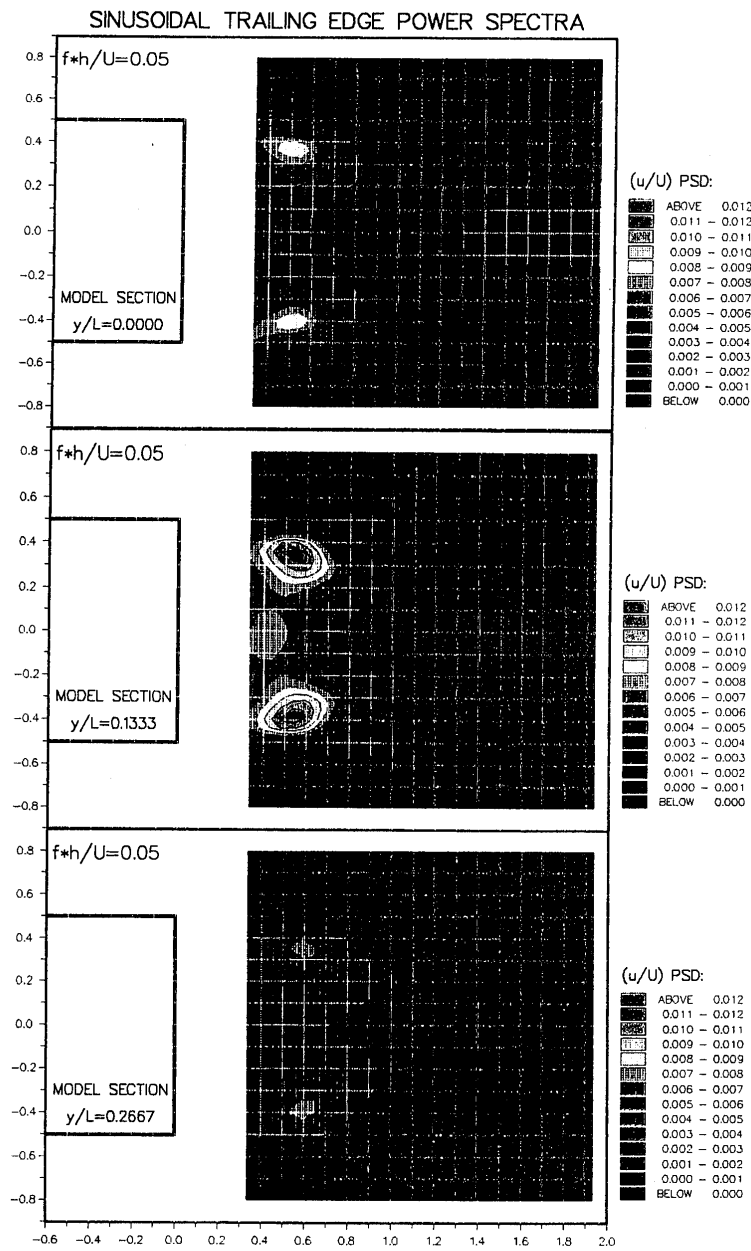 SINUSOIDAL TRAILING EDGE POWER SPECTRA
f*h/U=0.05
0.8
0.6
0.4
0.2
0.0
-0.2
-0.4
-0.6
-0.8
MODEL SECTION
y/L=0.0000
(u/U) PSD:
ABOVE 0.012
0.011 - 0.012
0.010 - 0.011
0.009 - 0.010
0.008 - 0.009
0.007 - 0.008
0.006 - 0.007
0.005 - 0.006
0.004 - 0.005
0.003 - 0.004
0.002 - 0.003
0.001 - 0.002
0.000 - 0.001
BELOW 0.000
f*h/U=0.05
0.8
0.6
0.4
0.2
0.0
-0.2
-0.4
-0.6
-0.8
MODEL SECTION
y/L=0.1333
(u/U) PSD:
ABOVE 0.012
0.011 - 0.012
0.010 - 0.011
0.009 - 0.010
0.008 - 0.009
0.007 - 0.008
0.006 - 0.007
0.005 - 0.006
0.004 - 0.005
0.003 - 0.004
0.002 - 0.003
0.001 - 0.002
0.000 - 0.001
BELOW 0.000
f*h/U=0.05
0.8
0.6
0.4
0.2
0.0
-0.2
-0.4
-0.6
-0.8
MODEL SECTION
y/L=0.2667
(u/U) PSD:
ABOVE 0.012
0.011 - 0.012
0.010 - 0.011
0.009 - 0.010
0.008 - 0.009
0.007 - 0.008
0.006 - 0.007
0.005 - 0.006
0.004 - 0.005
0.003 - 0.004
0.002 - 0.003
0.001 - 0.002
0.000 - 0.001
BELOW 0.000
-0.6 -0.4 -0.2 0.0 0.2 0.4 0.6 0.8 1.0 1.2 1.4 1.6 1.8 2.0